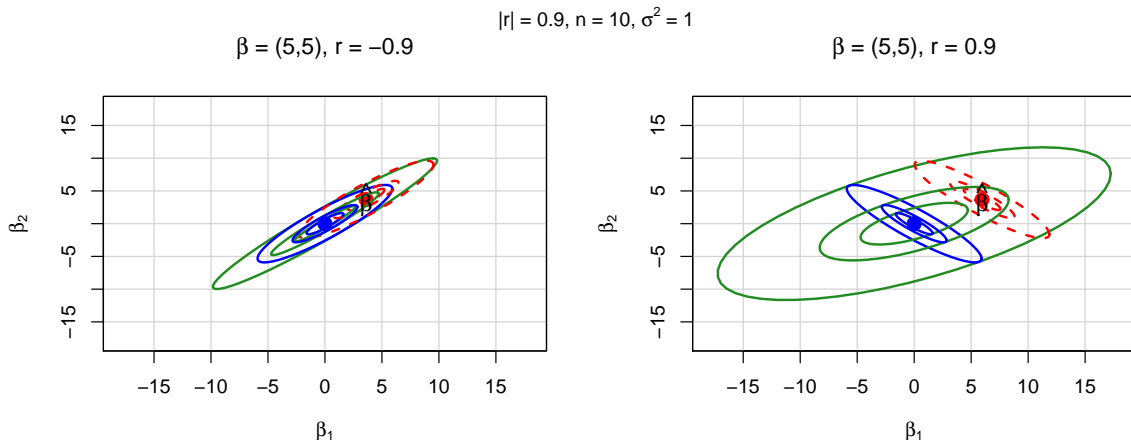 |r| = 0.9, n = 10, σ² = 1
β = (5,5), r = −0.9
β = (5,5), r = 0.9
15
5
−5
−15
β₂
−15 −10 −5 0 5 10 15
β₁
β̂
15
5
−5
−15
β₂
−15 −10 −5 0 5 10 15
β₁
β̂